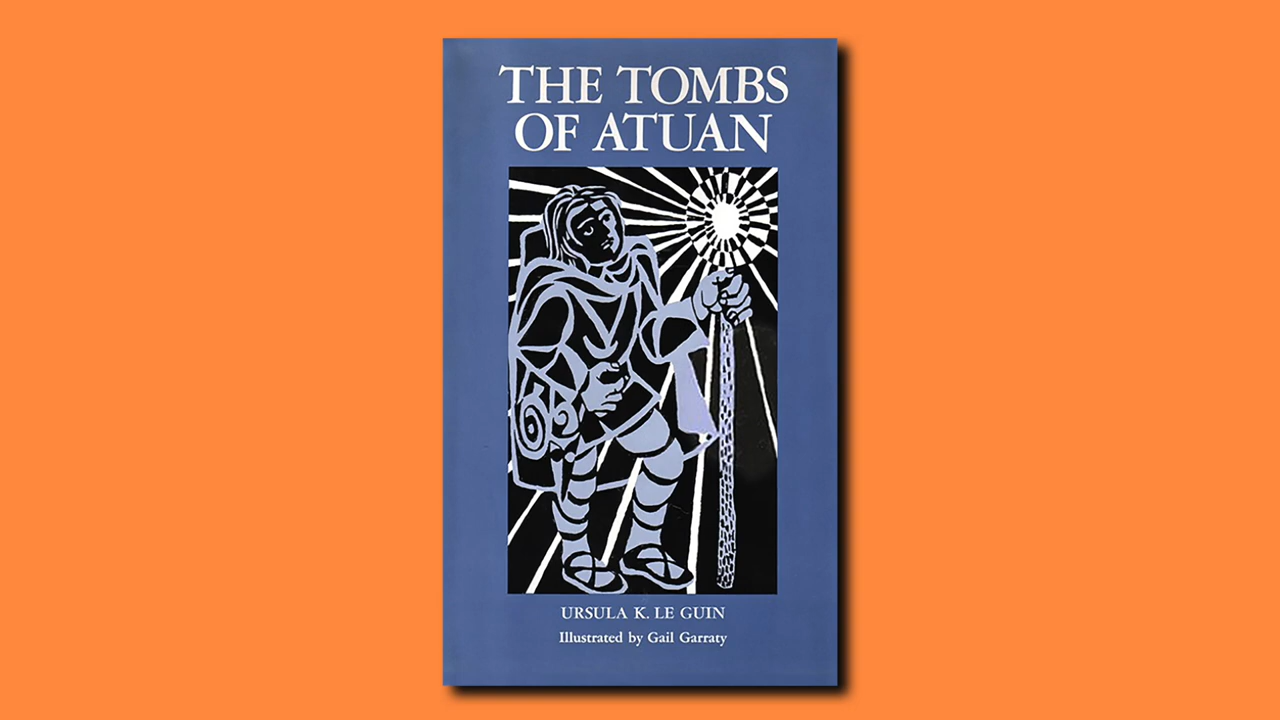 THE TOMBS
OF ATUAN
URSULA K. LE GUIN
Illustrated by Gail Garraty